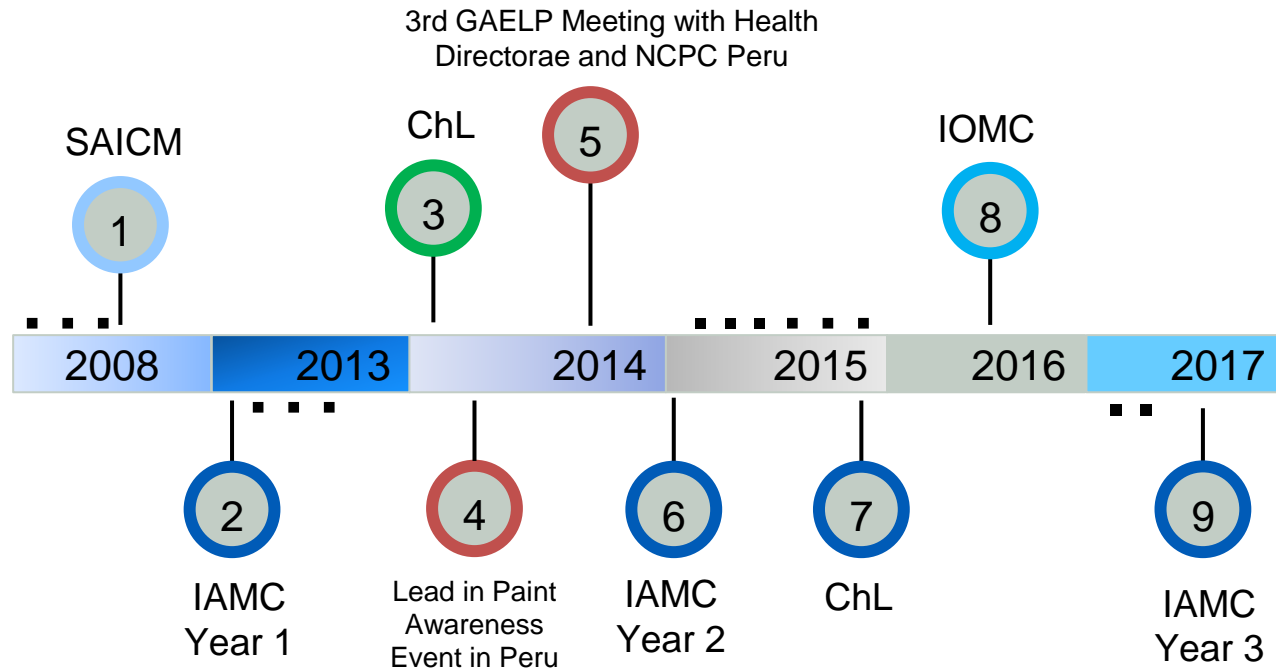 3rd GAELP Meeting with Health
Directorae and NCPC Peru
SAICM
ChL
IOMC
1
3
5
8
2008
2013
2014
2015
2016
2017
2
4
6
7
9
IAMC
Year 1
Lead in Paint
Awareness
Event in Peru
IAMC
Year 2
ChL
IAMC
Year 3